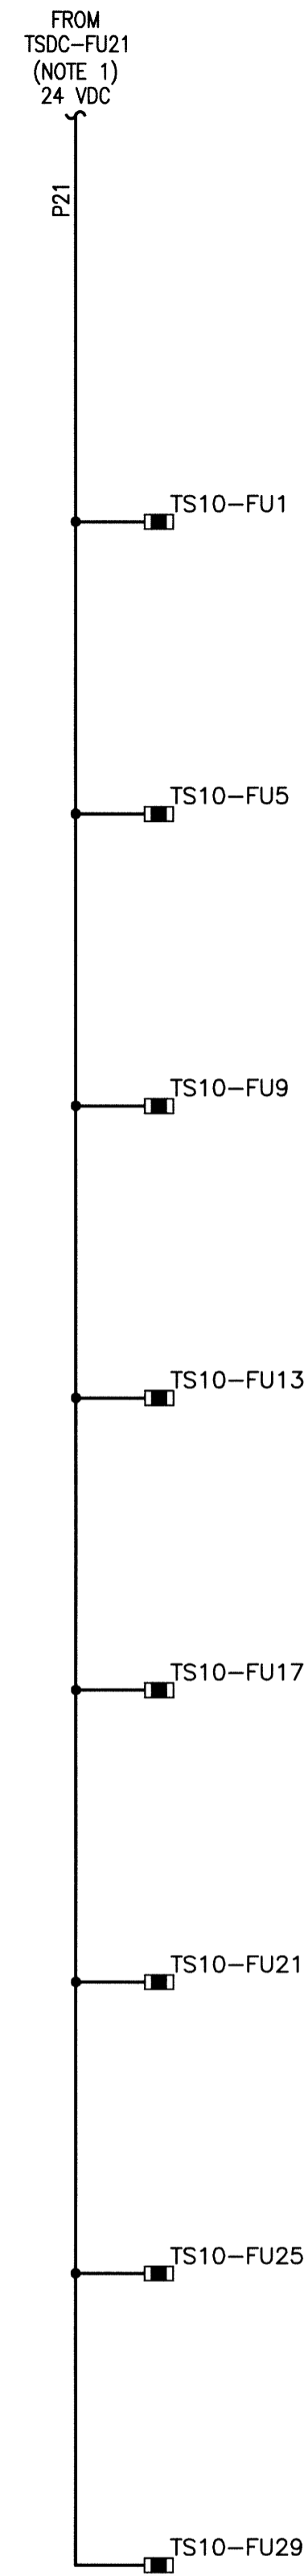 FROM
TSDC-FU21
(NOTE 1)
24 VDC
P21
TS10-FU1
TS10-FU5
TS10-FU9
TS10-FU13
TS10-FU17
TS10-FU21
TS10-FU25
TS10-FU29